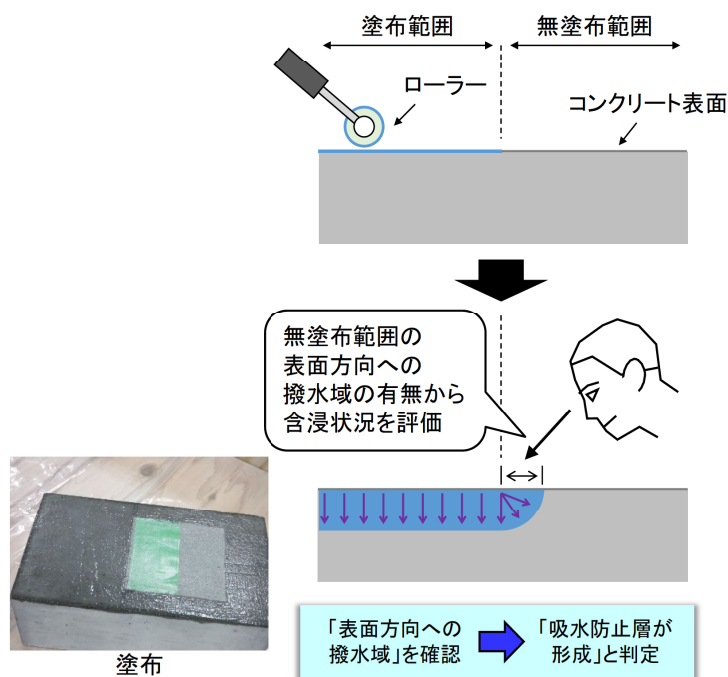 塗布範囲
無塗布範囲
ローラー
コンクリート表面
無塗布範囲の
表面方向への
撥水域の有無から
含浸状況を評価
塗布
「表面方向への
撥水域」を確認
「吸水防止層が
形成」と判定